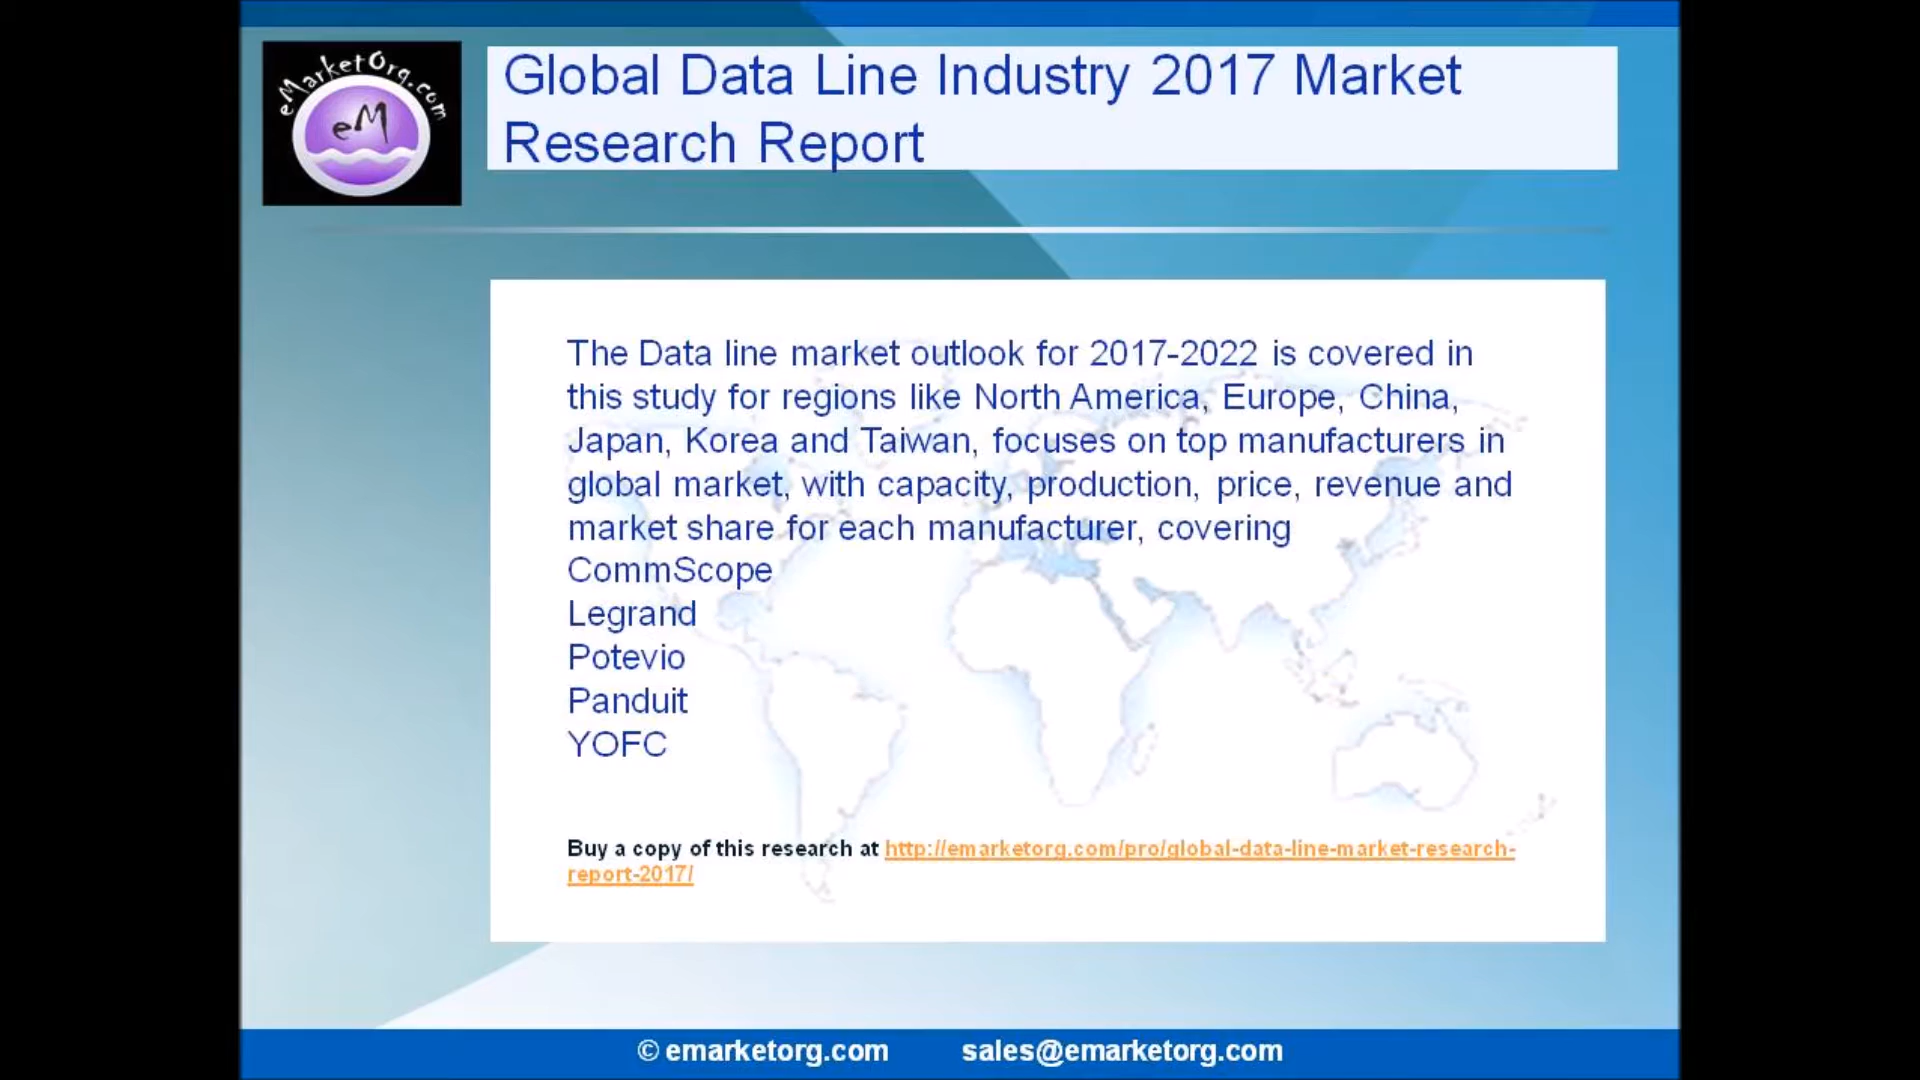 eMarketOrg.com
eM
Global Data Line Industry 2017 Market
Research Report
The Data line market outlook for 2017-2022 is covered in
this study for regions like North America, Europe, China,
Japan, Korea and Taiwan, focuses on top manufacturers in
global market, with capacity, production, price, revenue and
market share for each manufacturer, covering
CommScope
Legrand
Potevio
Panduit
YOFC
Buy a copy of this research at http://emarketorg.com/pro/global-data-line-market-research-
report-2017/
© emarketorg.com sales@emarketorg.com